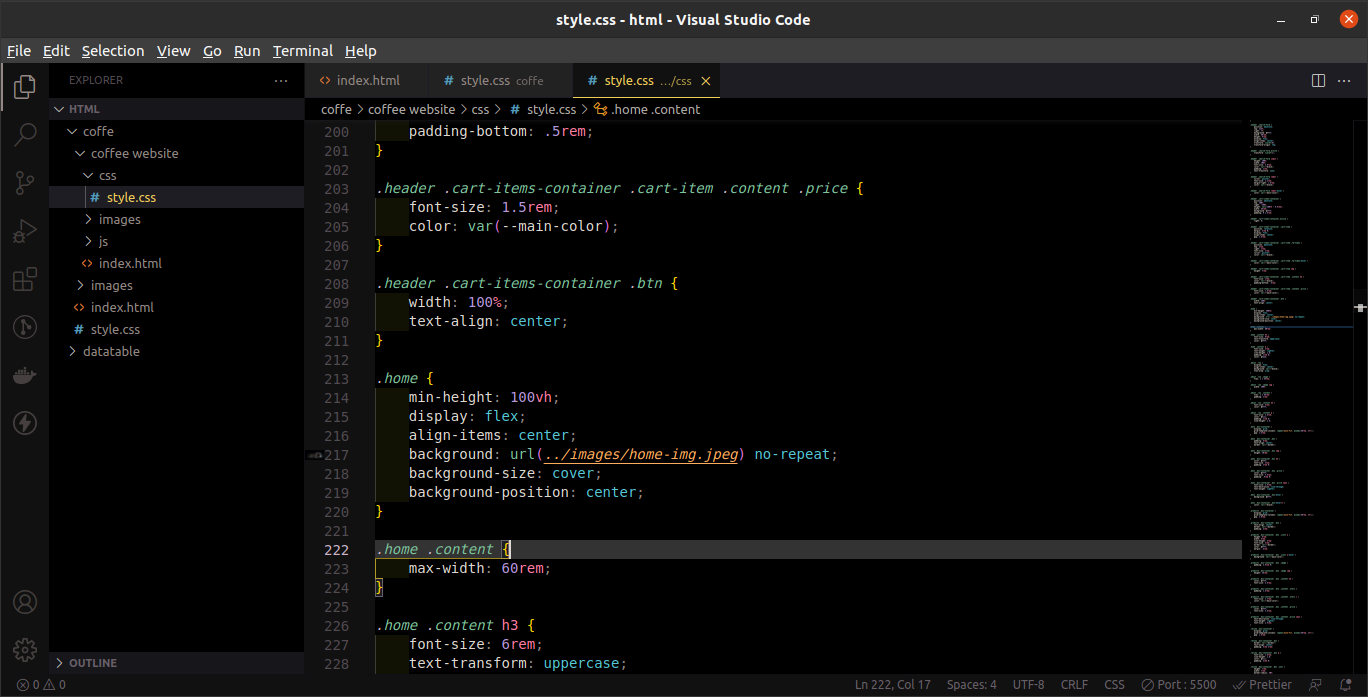 style.css - html - Visual Studio Code
File Edit Selection View Go Run Terminal Help
EXPLORER
index.html
# style.css coffe
# style.css .../css
HTML
coffe > coffee website > css > # style.css > .home .content
coffe
coffee website
css
# style.css
images
js
index.html
images
index.html
# style.css
datatable
OUTLINE
200 padding-bottom: .5rem;
201 }
202
203 .header .cart-items-container .cart-item .content .price {
204 font-size: 1.5rem;
205 color: var(--main-color);
206 }
207
208 .header .cart-items-container .btn {
209 width: 100%;
210 text-align: center;
211 }
212
213 .home {
214 min-height: 100vh;
215 display: flex;
216 align-items: center;
217 background: url(../images/home-img.jpeg) no-repeat;
218 background-size: cover;
219 background-position: center;
220 }
221
222 .home .content {
223 max-width: 60rem;
224 }
225
226 .home .content h3 {
227 font-size: 6rem;
228 text-transform: uppercase;
0 0 Ln 222, Col 17 Spaces: 4 UTF-8 CRLF CSS Port : 5500 Prettier